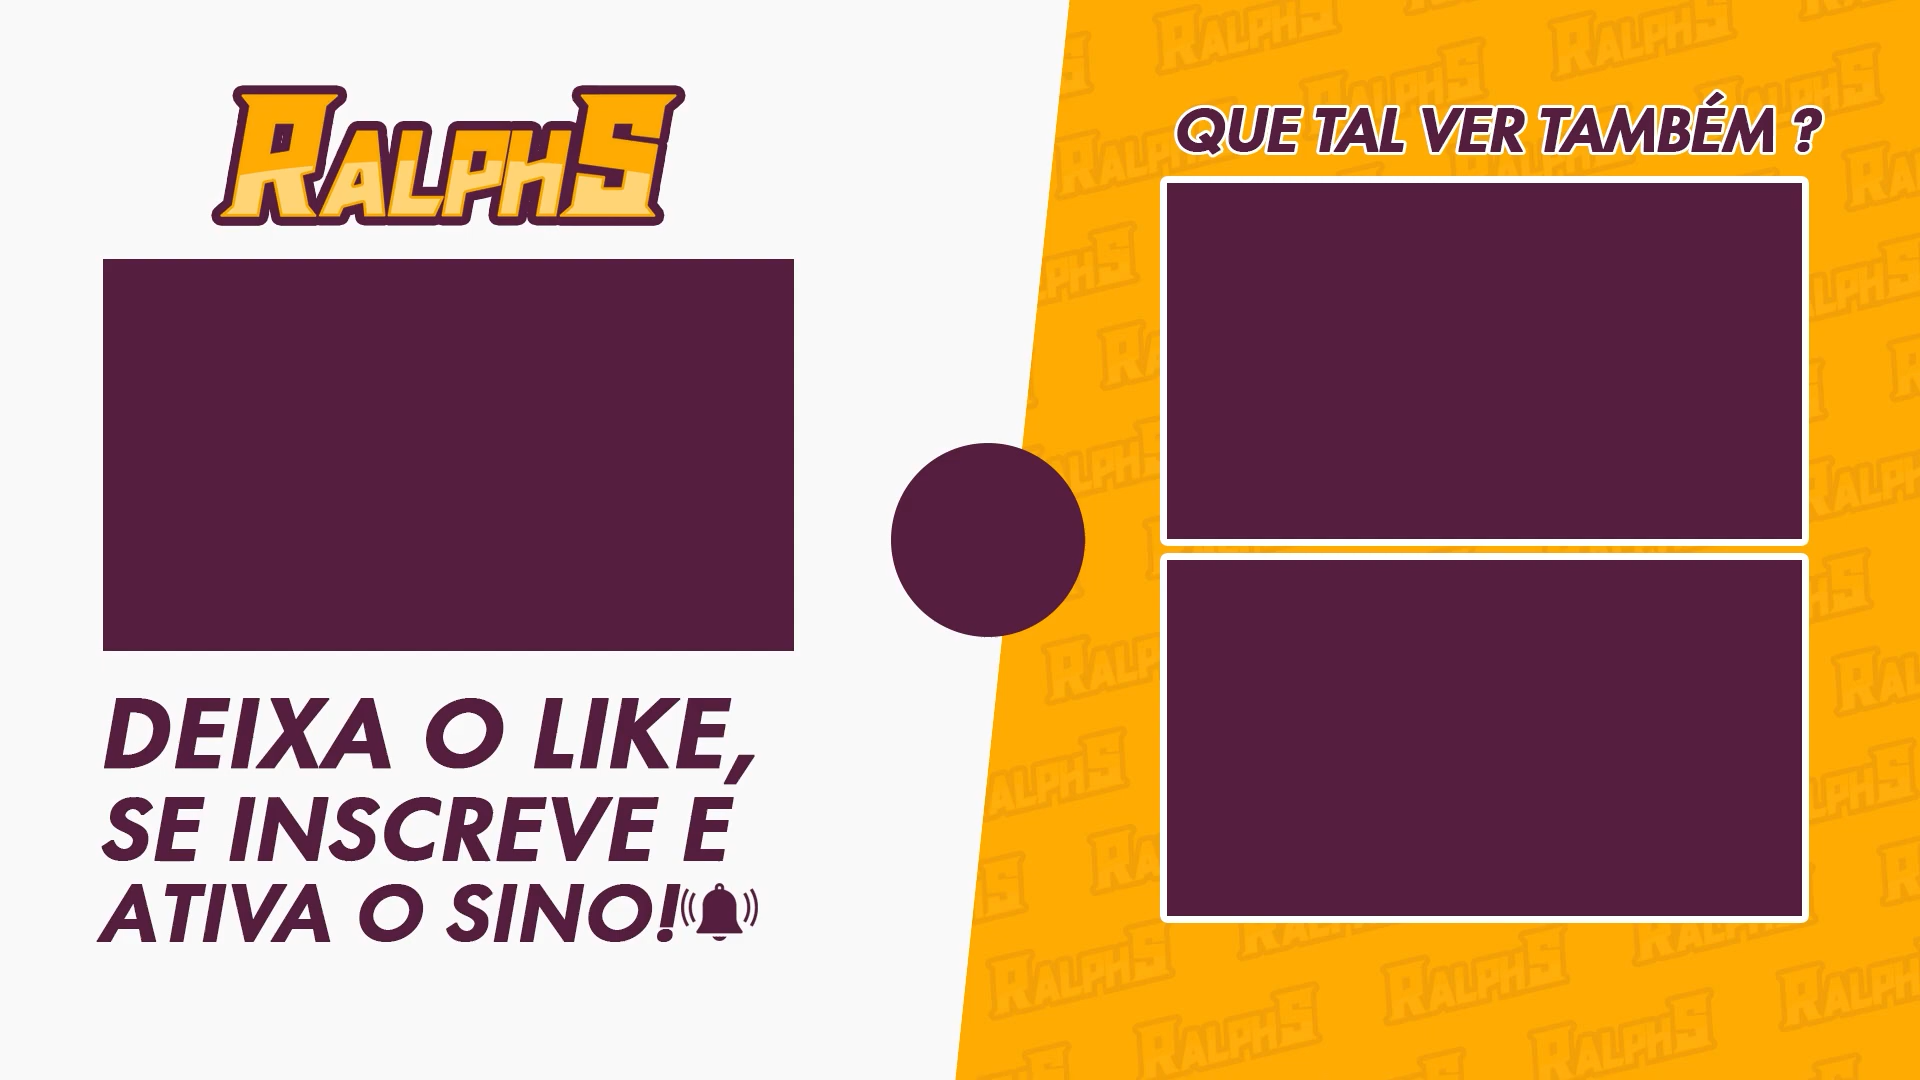 RALPHS
DEIXA O LIKE,
SE INSCREVE E
ATIVA O SINO!
QUE TAL VER TAMBÉM ?